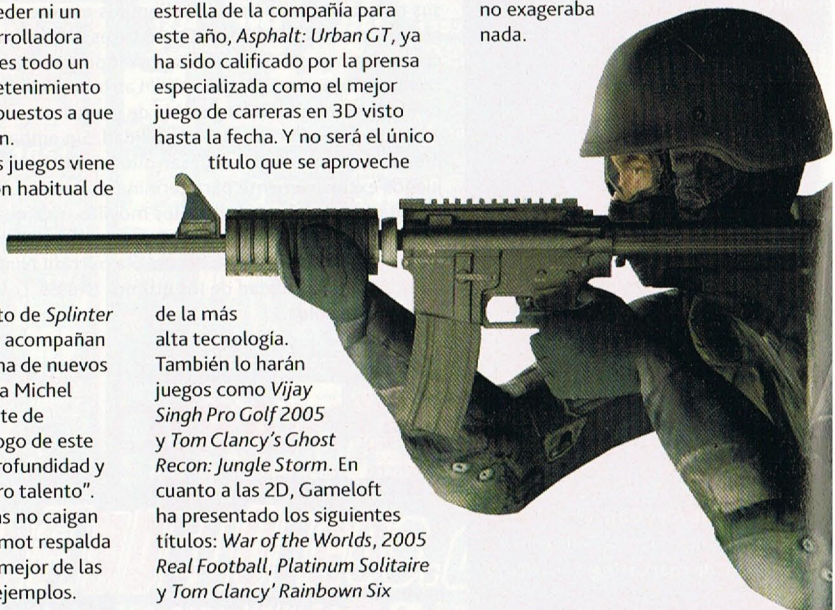 eder ni un
rrolladora
es todo un
etenimiento
puestos a que
n.
s juegos viene
ón habitual de
to de Splinter
acompañan
na de nuevos
a Michel
te de
ogo de este
rofundidad y
ro talento”.
as no caigan
mot respalda
mejor de las
ejemplos.
estrella de la compañía para
este año, Asphalt: Urban GT, ya
ha sido calificado por la prensa
especializada como el mejor
juego de carreras en 3D visto
hasta la fecha. Y no será el único
título que se aproveche
de la más
alta tecnología.
También lo harán
juegos como Vijay
Singh Pro Golf 2005
y Tom Clancy’s Ghost
Recon: Jungle Storm. En
cuanto a las 2D, Gameloft
ha presentado los siguientes
títulos: War of the Worlds, 2005
Real Football, Platinum Solitaire
y Tom Clancy’ Rainbown Six
no exageraba
nada.